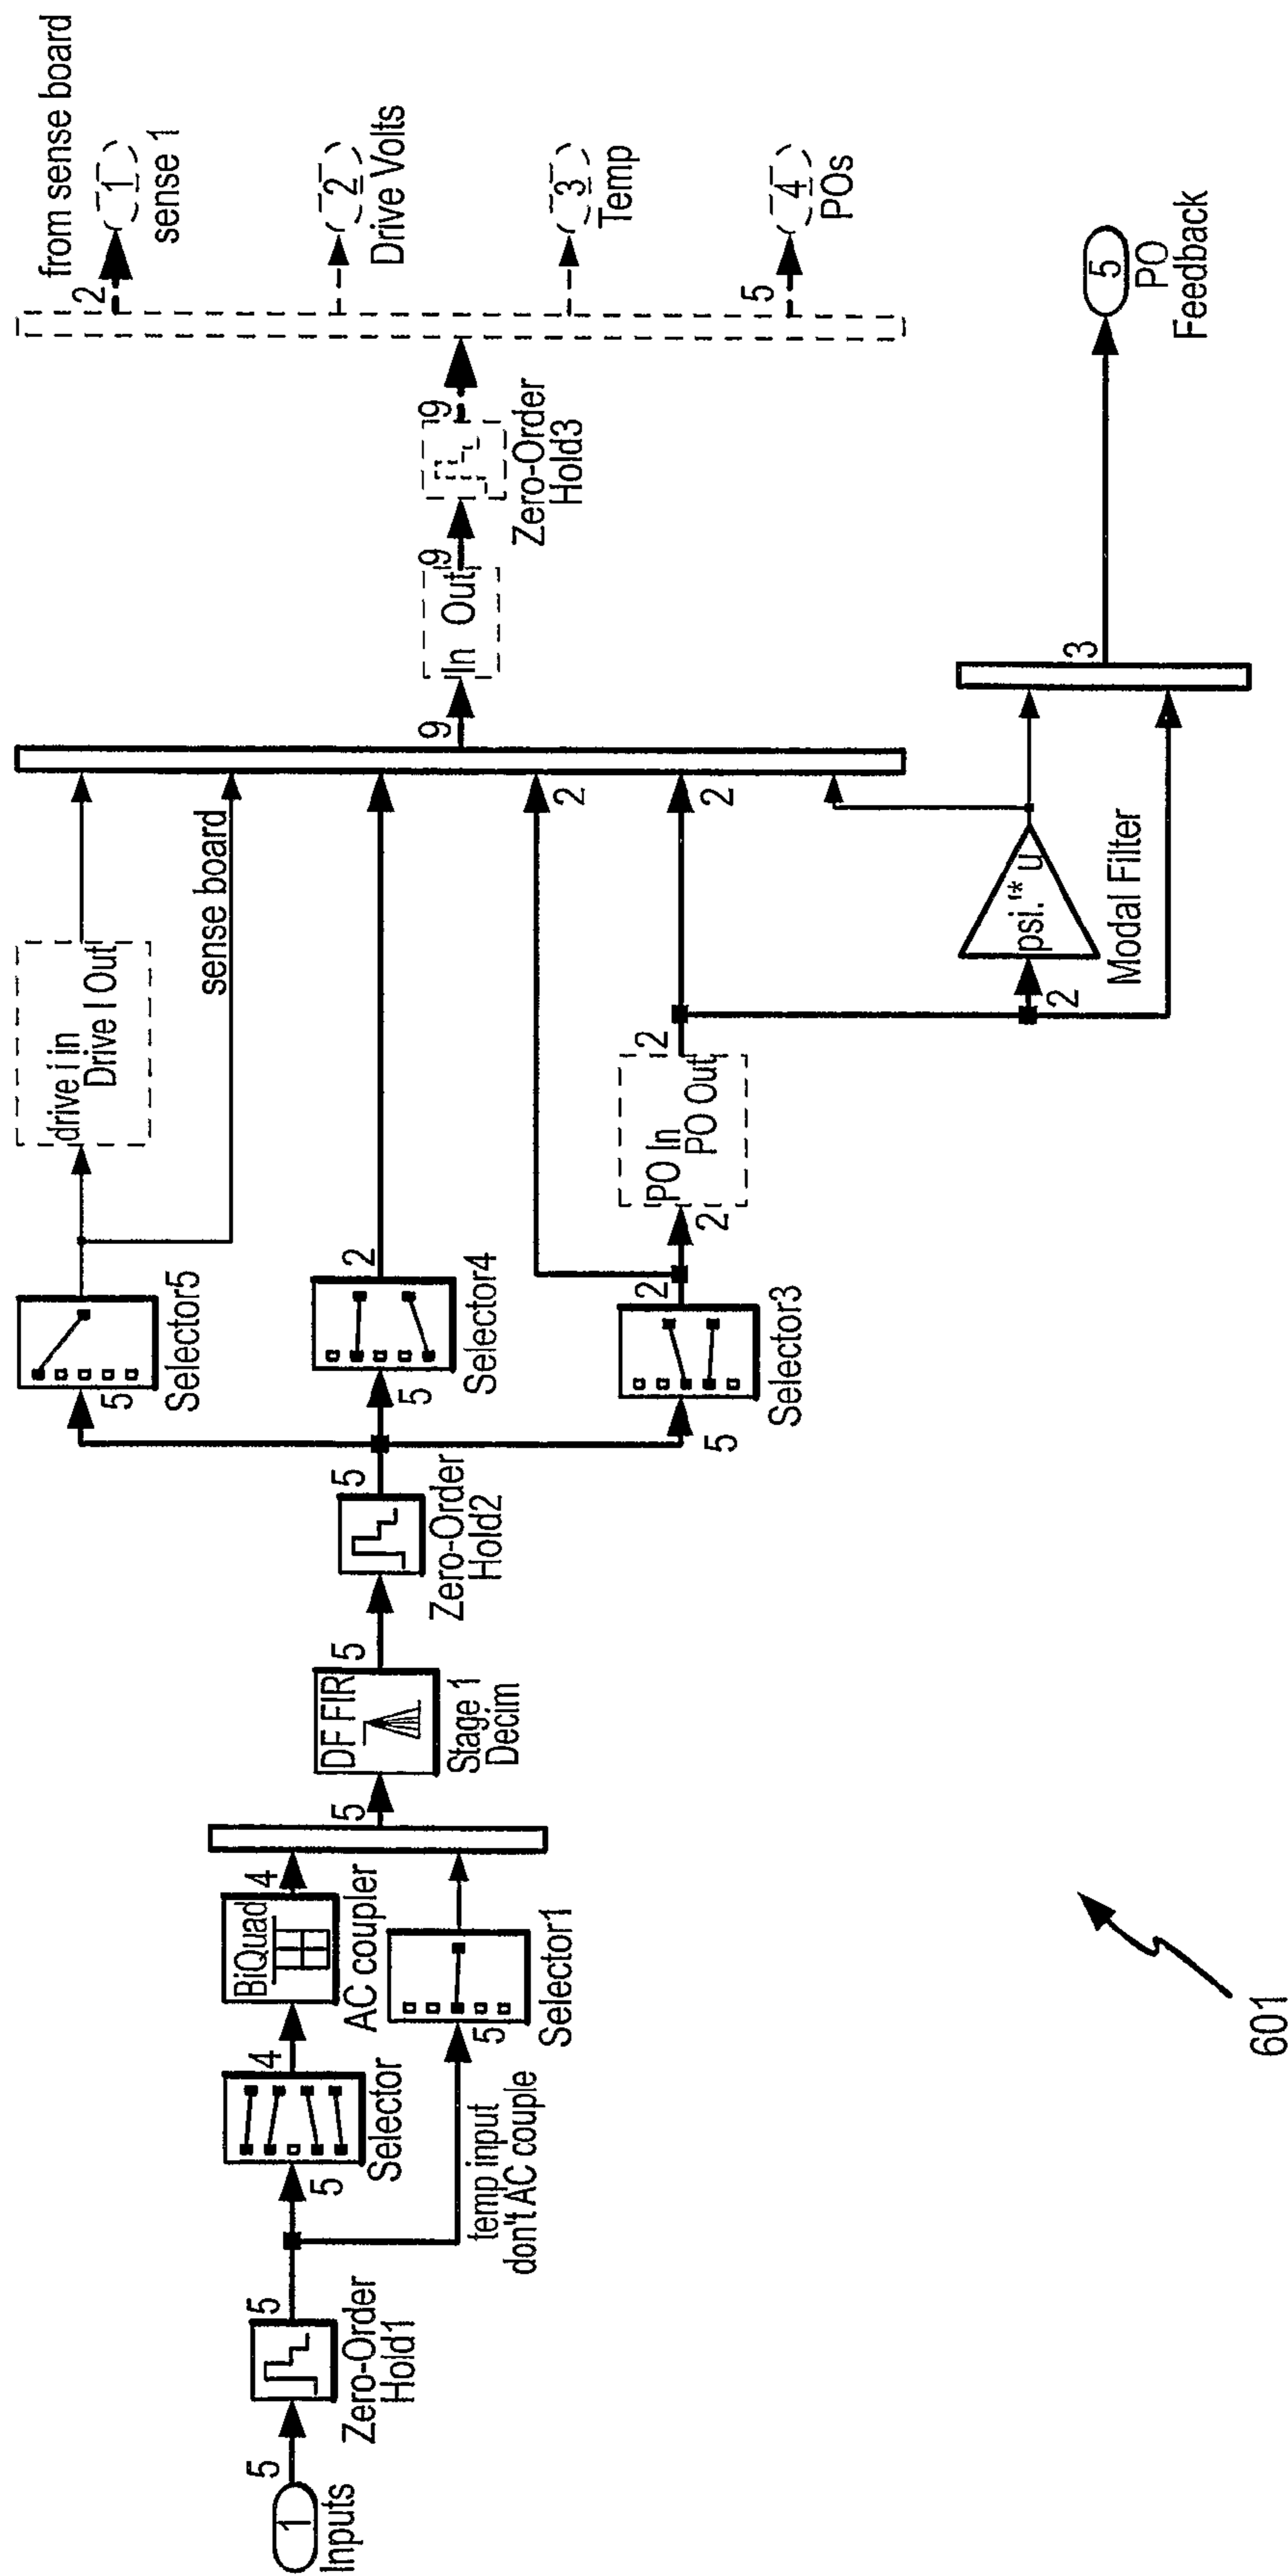 1
Inputs
5
Zero-Order
Hold1
5
5
Selector
4
BiQuad
AC coupler
4
temp input
don't AC couple
5
Selector1
5
DF FIR
Stage 1
Decim
5
Zero-Order
Hold2
5
5
Selector5
drive i in
Drive I Out
sense board
5
Selector4
2
5
Selector3
2
2
PO In
PO Out
2
2
2
2
psi.'* u
Modal Filter
9
In Out
9
Zero-Order
Hold3
9
from sense board
2
1
sense 1
2
Drive Volts
3
Temp
5
4
POs
3
5
PO
Feedback
601